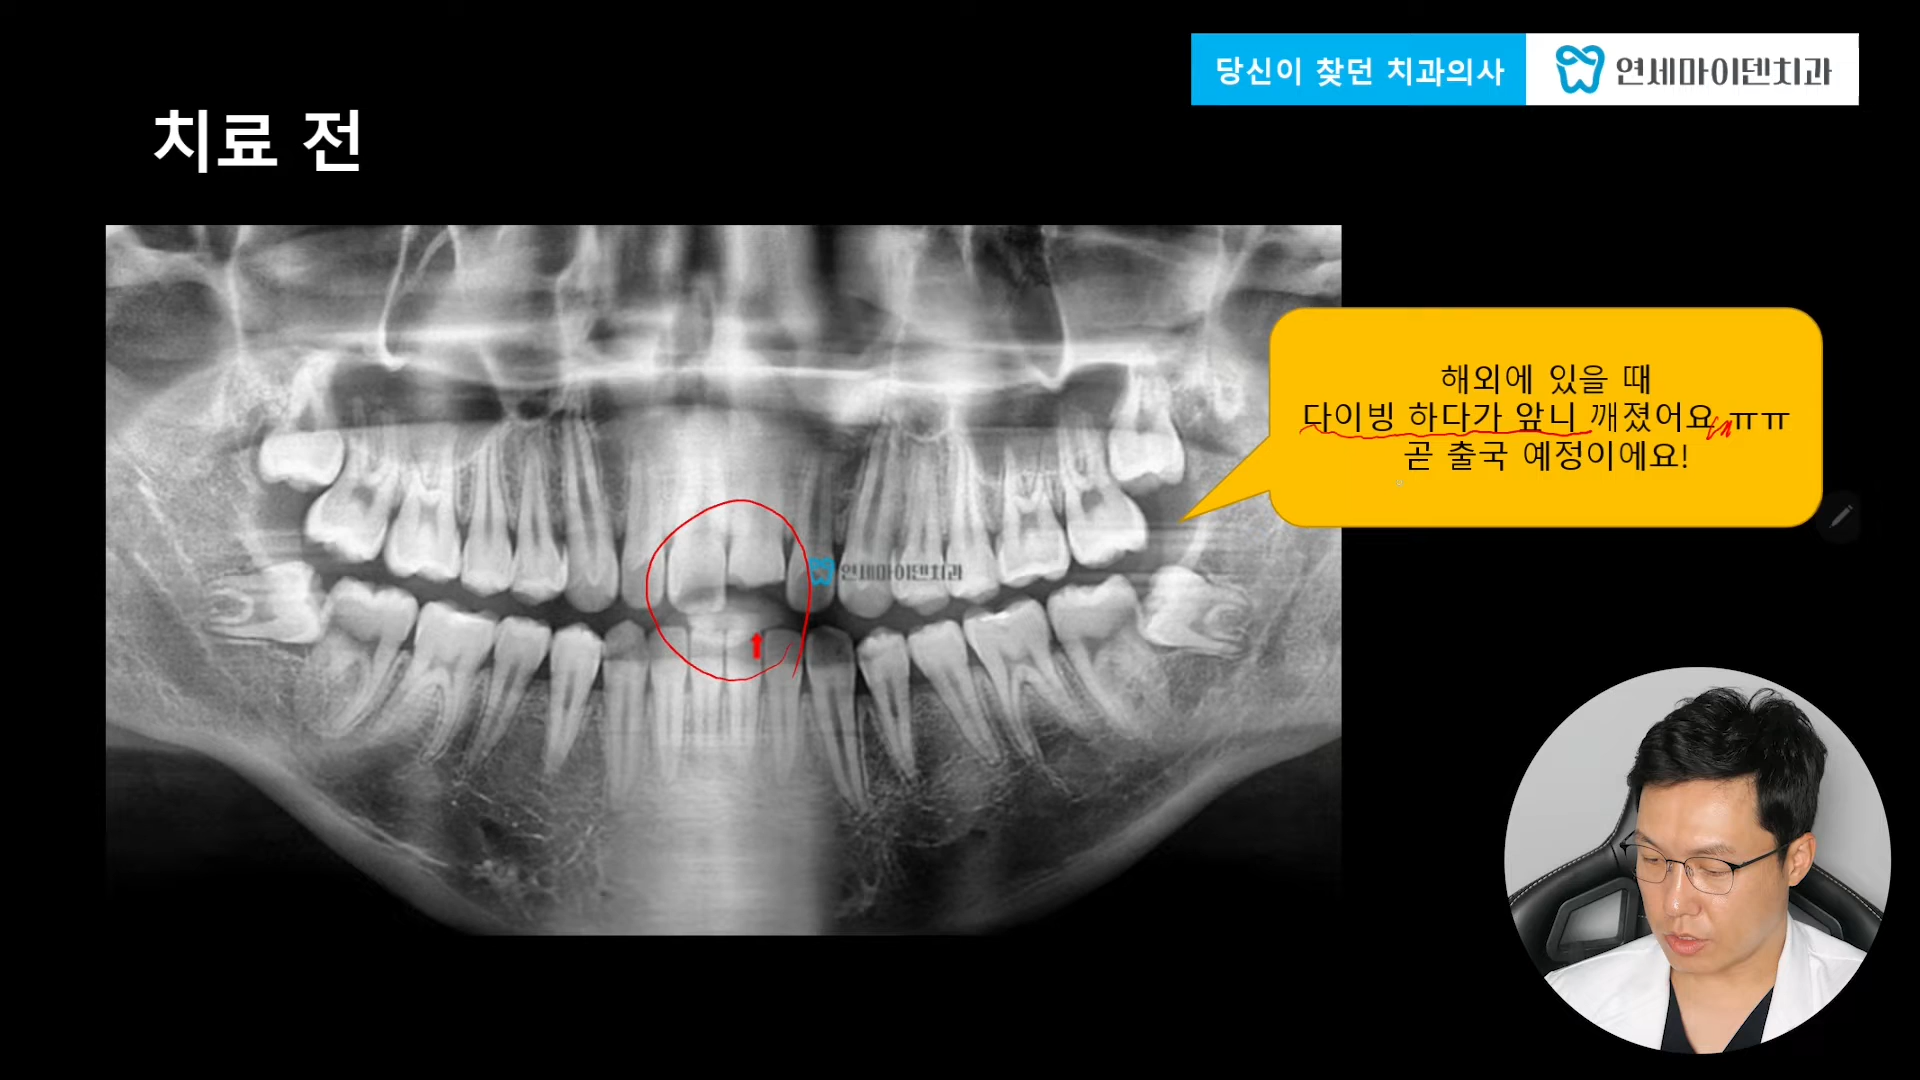 당신이 찾던 치과의사
연세마이덴치과
치료 전
해외에 있을 때
다이빙 하다가 앞니 깨졌어요 ㅠㅠ
곧 출국 예정이에요!
연세마이덴치과